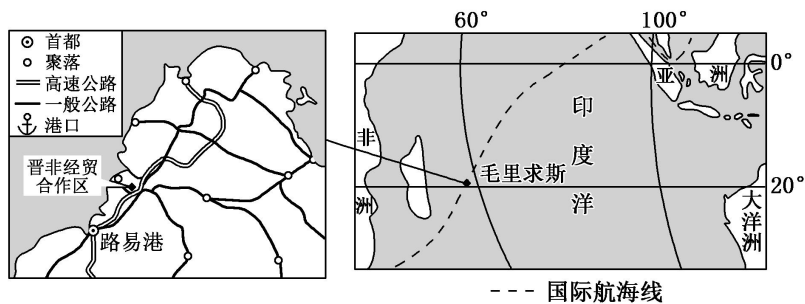 首都
聚落
高速公路
一般公路
港口
晋非经贸
合作区
路易港
60°
100°
0°
20°
非
洲
亚
洲
印
度
洋
毛里求斯
大
洋
洲
国际航海线